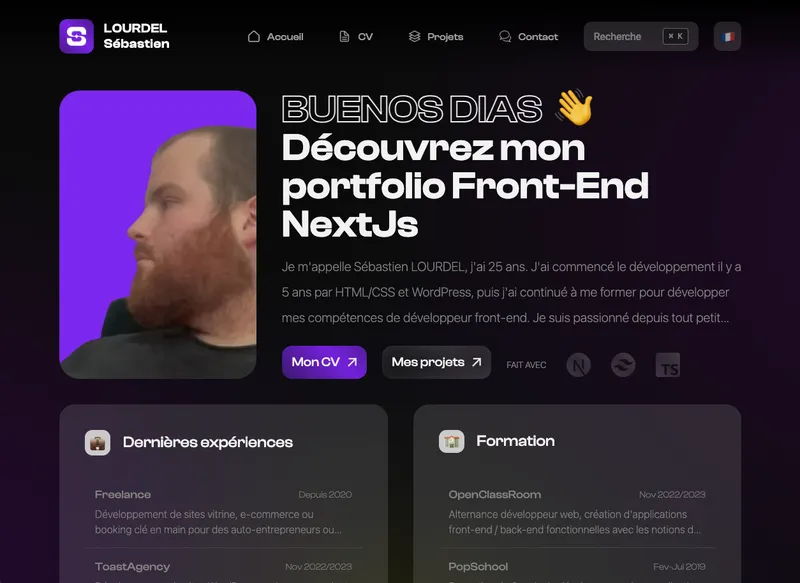 LOURDEL
Sébastien
Accueil
CV
Projets
Contact
Recherche
⌘ K
BUENOS DIAS 👋
Découvrez mon
portfolio Front-End
NextJs
Je m'appelle Sébastien LOURDEL, j'ai 25 ans. J'ai commencé le développement il y a
5 ans par HTML/CSS et WordPress, puis j'ai continué à me former pour développer
mes compétences de développeur front-end. Je suis passionné depuis tout petit...
Mon CV
Mes projets
FAIT AVEC
N
TS
Dernières expériences
Freelance
Depuis 2020
Développement de sites vitrine, e-commerce ou
booking clé en main pour des auto-entrepreneurs ou...
ToastAgency
Nov 2022/2023
Formation
OpenClassRoom
Nov 2022/2023
Alternance développeur web, création d'applications
front-end / back-end fonctionnelles avec les notions d...
PopSchool
Fev-Jul 2019